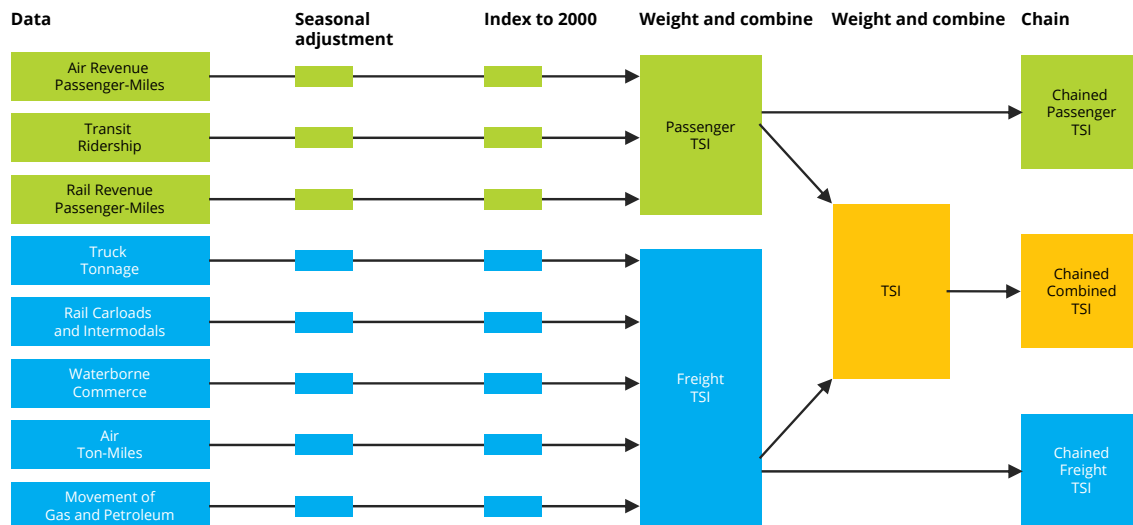 Data
Seasonal
adjustment
Index to 2000
Weight and combine
Weight and combine
Chain
Air Revenue
Passenger-Miles
Transit
Ridership
Rail Revenue
Passenger-Miles
Truck
Tonnage
Rail Carloads
and Intermodals
Waterborne
Commerce
Air
Ton-Miles
Movement of
Gas and Petroleum
Passenger
TSI
Freight
TSI
TSI
Chained
Passenger
TSI
Chained
Combined
TSI
Chained
Freight
TSI